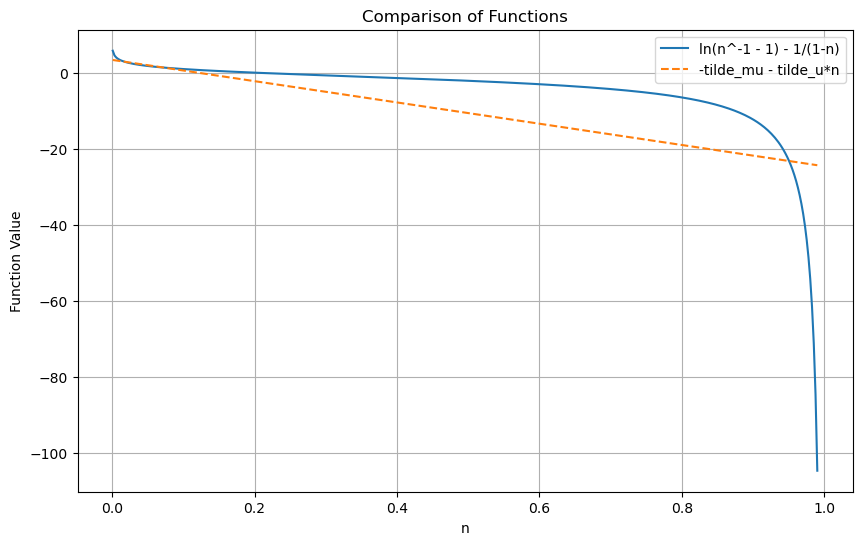 Comparison of Functions
ln(n^-1 - 1) - 1/(1-n)
-tilde_mu - tilde_u*n
Function Value
0
−20
−40
−60
−80
−100
0.0 0.2 0.4 0.6 0.8 1.0
n